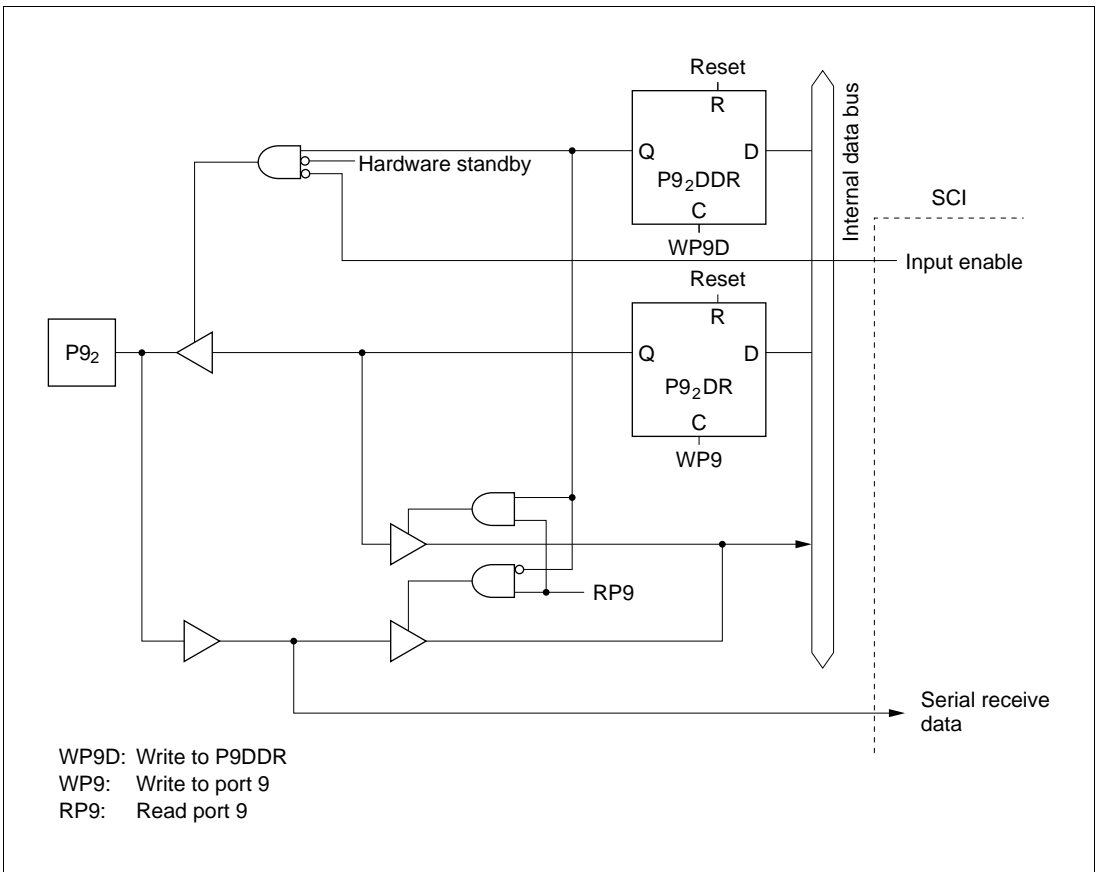 Reset
R
Q
D
P9₂DDR
C
WP9D
Hardware standby
Internal data bus
SCI
Input enable
Reset
R
Q
D
P9₂DR
C
WP9
P9₂
RP9
Serial receive
data
WP9D: Write to P9DDR
WP9: Write to port 9
RP9: Read port 9